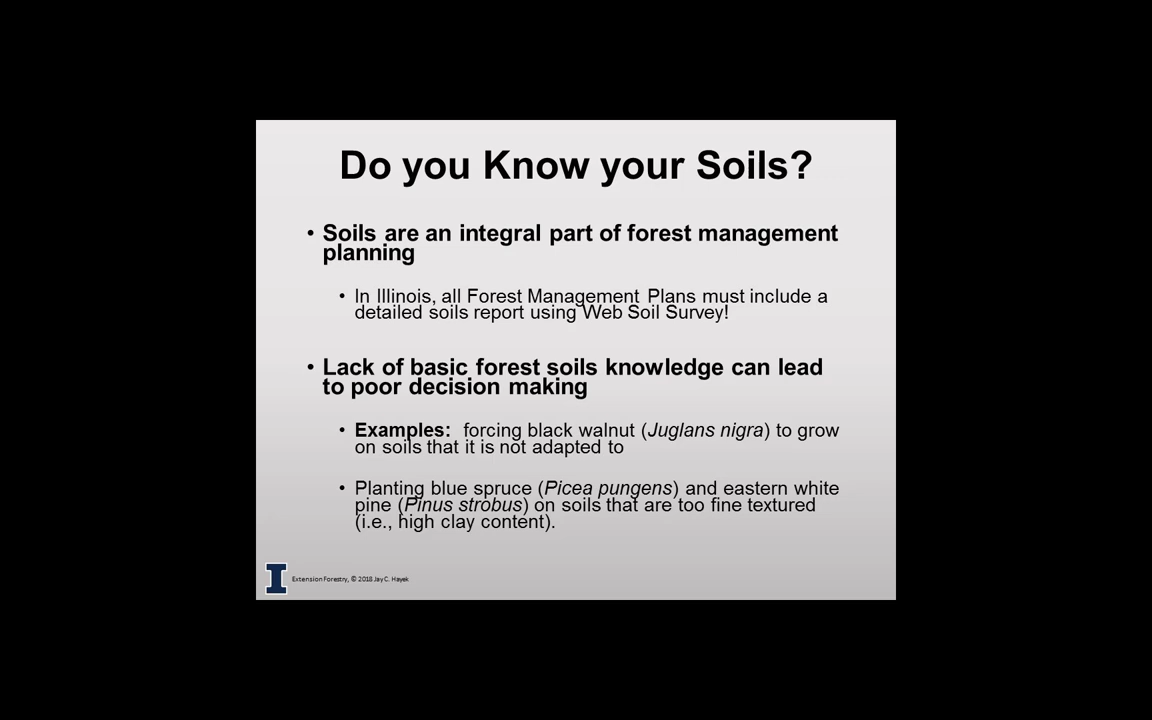 Do you Know your Soils?
• Soils are an integral part of forest management
planning
• In Illinois, all Forest Management Plans must include a
detailed soils report using Web Soil Survey!
• Lack of basic forest soils knowledge can lead
to poor decision making
• Examples: forcing black walnut (Juglans nigra) to grow
on soils that it is not adapted to
• Planting blue spruce (Picea pungens) and eastern white
pine (Pinus strobus) on soils that are too fine textured
(i.e., high clay content).
I Extension Forestry, © 2018 Jay C. Hayek